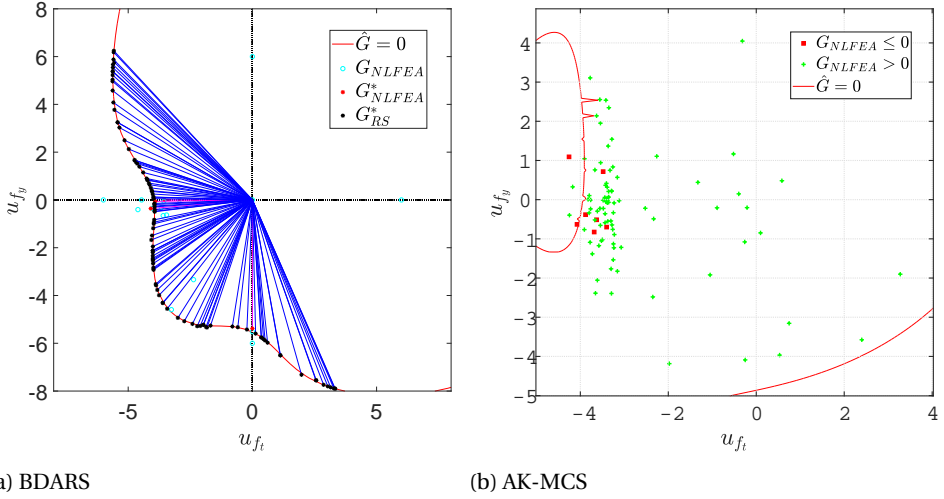 8
6
4
2
0
-2
-4
-6
-8
-5
0
5
u_{f_y}
u_{f_t}
Ĝ = 0
G_{NLFEA}
G*_{NLFEA}
G*_{RS}
4
3
2
1
0
-1
-2
-3
-4
-5
-4
-2
0
2
4
u_{f_y}
u_{f_t}
G_{NLFEA} ≤ 0
G_{NLFEA} > 0
Ĝ = 0
) BDARS
(b) AK-MCS